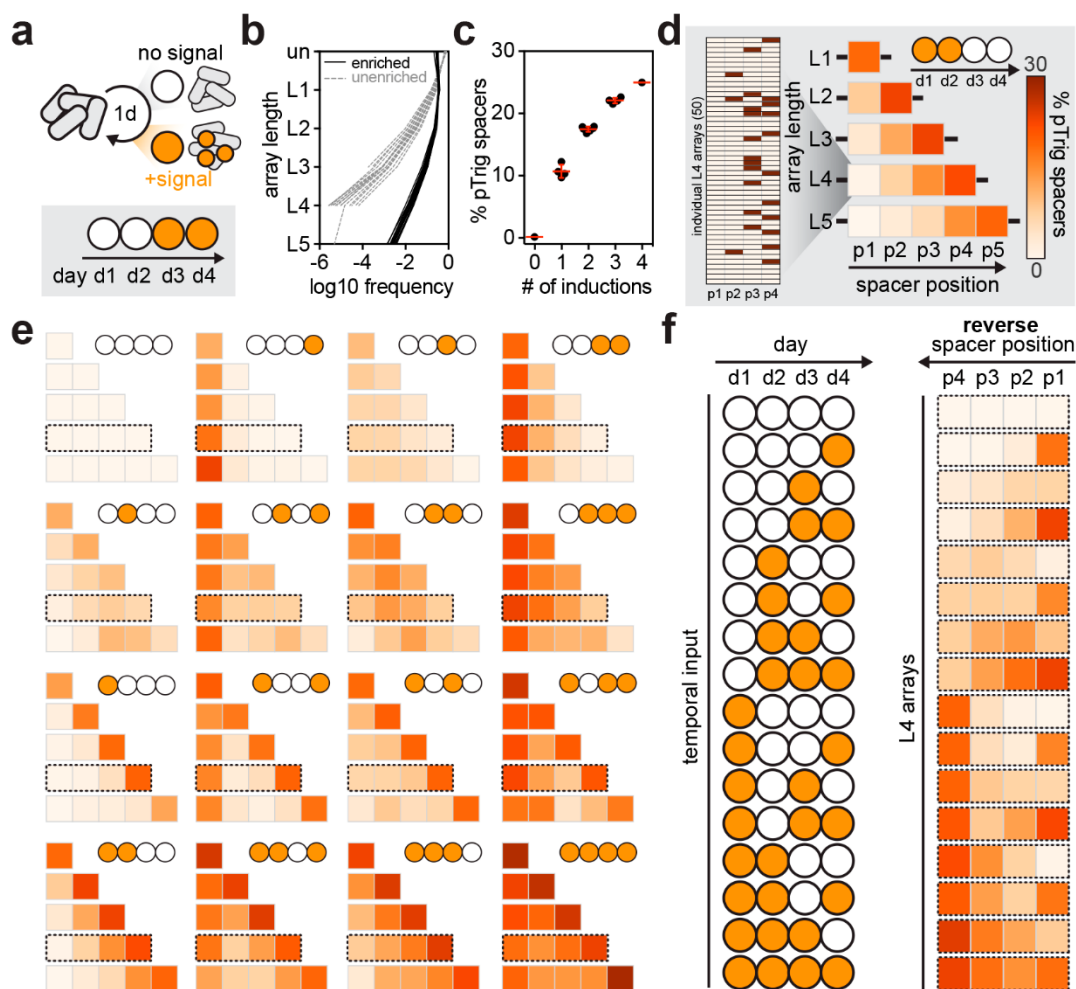 a
no signal
1d
+signal
day d1 d2 d3 d4
b
enriched
unenriched
array length
un
L1
L2
L3
L4
L5
-6 -4 -2 0
log10 frequency
c
% pTrig spacers
30
20
10
0
0 1 2 3 4
# of inductions
d
indvidual L4 arrays (50)
p1 p2 p3 p4
array length
L1
L2
L3
L4
L5
d1 d2 d3 d4
p1 p2 p3 p4 p5
spacer position
30
0
% pTrig spacers
e
f
day
d1 d2 d3 d4
temporal input
reverse
spacer position
p4 p3 p2 p1
L4 arrays